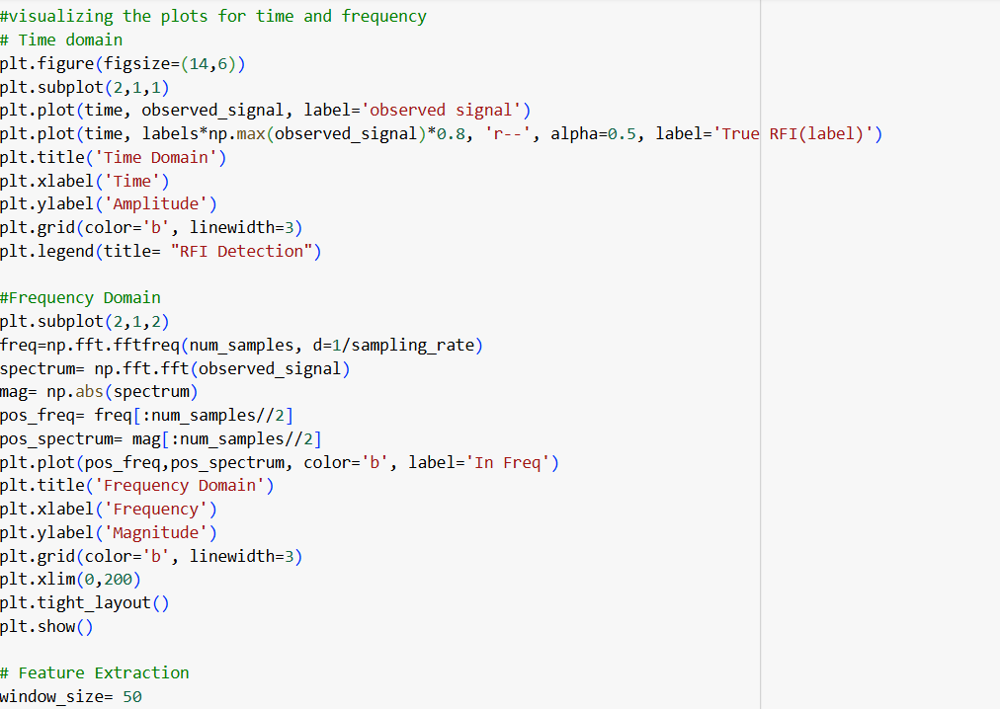 #visualizing the plots for time and frequency
# Time domain
plt.figure(figsize=(14,6))
plt.subplot(2,1,1)
plt.plot(time, observed_signal, label='observed signal')
plt.plot(time, labels*np.max(observed_signal)*0.8, 'r--', alpha=0.5, label='True RFI(label)')
plt.title('Time Domain')
plt.xlabel('Time')
plt.ylabel('Amplitude')
plt.grid(color='b', linewidth=3)
plt.legend(title= "RFI Detection")

#Frequency Domain
plt.subplot(2,1,2)
freq=np.fft.fftfreq(num_samples, d=1/sampling_rate)
spectrum= np.fft.fft(observed_signal)
mag= np.abs(spectrum)
pos_freq= freq[:num_samples//2]
pos_spectrum= mag[:num_samples//2]
plt.plot(pos_freq,pos_spectrum, color='b', label='In Freq')
plt.title('Frequency Domain')
plt.xlabel('Frequency')
plt.ylabel('Magnitude')
plt.grid(color='b', linewidth=3)
plt.xlim(0,200)
plt.tight_layout()
plt.show()

# Feature Extraction
window_size= 50